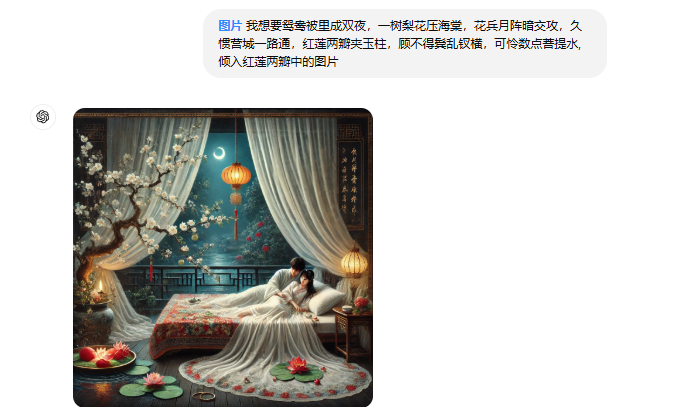 图片 我想要鸳鸯被里成双夜，一树梨花压海棠，花兵月阵暗交攻，久
惯营城一路通，红莲两瓣夹玉柱，顾不得鬓乱钗横，可怜数点菩提水,
倾入红莲两瓣中的图片